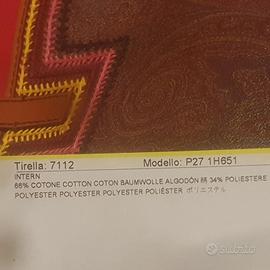 Tirella: 7112 Modello: P27 1H651
INTERN
66% COTONE COTTON COTON BAUMWOLLE ALGODÓN 綿 34% POLIESTERE
POLYESTER POLYESTER POLYESTER POLIÉSTER ポリエステル
subito